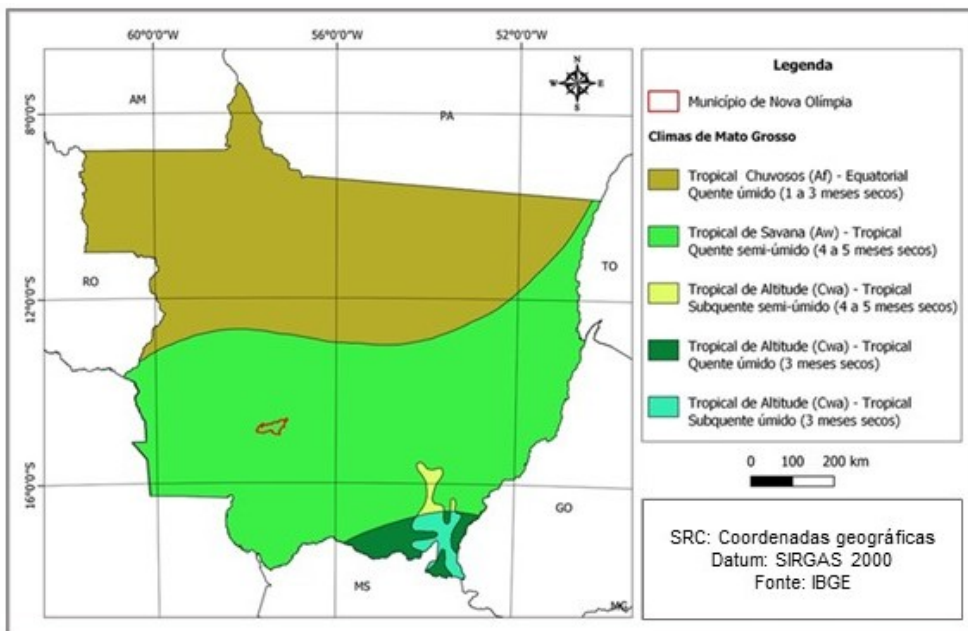 60°0'0"W
56°0'0"W
52°0'0"W
8°0'0"S
12°0'0"S
16°0'0"S
N
W
E
S
AM
PA
RO
TO
GO
MS
MG
Legenda
Município de Nova Olímpia
Climas de Mato Grosso
Tropical Chuvosos (Af) - Equatorial
Quente úmido (1 a 3 meses secos)
Tropical de Savana (Aw) - Tropical
Quente semi-úmido (4 a 5 meses secos)
Tropical de Altitude (Cwa) - Tropical
Subquente semi-úmido (4 a 5 meses secos)
Tropical de Altitude (Cwa) - Tropical
Quente úmido (3 meses secos)
Tropical de Altitude (Cwa) - Tropical
Subquente úmido (3 meses secos)
0 100 200 km
SRC: Coordenadas geográficas
Datum: SIRGAS 2000
Fonte: IBGE